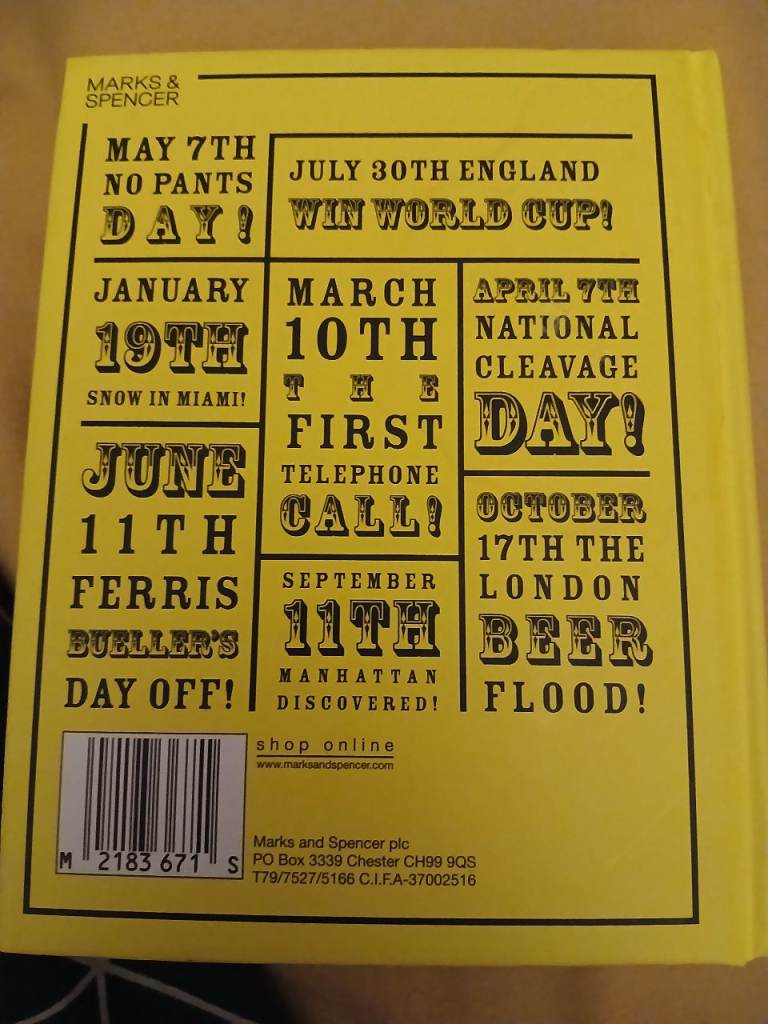 MARKS &
SPENCER
MAY 7TH
NO PANTS
DAY!
JULY 30TH ENGLAND
WIN WORLD CUP!
JANUARY
19TH
SNOW IN MIAMI!
MARCH
10TH
THE
FIRST
TELEPHONE
CALL!
APRIL 7TH
NATIONAL
CLEAVAGE
DAY!
JUNE
11TH
FERRIS
BUELLER'S
DAY OFF!
SEPTEMBER
11TH
MANHATTAN
DISCOVERED!
OCTOBER
17TH THE
LONDON
BEER
FLOOD!
M 2183 671 S
shop online
www.marksandspencer.com
Marks and Spencer plc
PO Box 3339 Chester CH99 9QS
T79/7527/5166 C.I.F.A-37002516